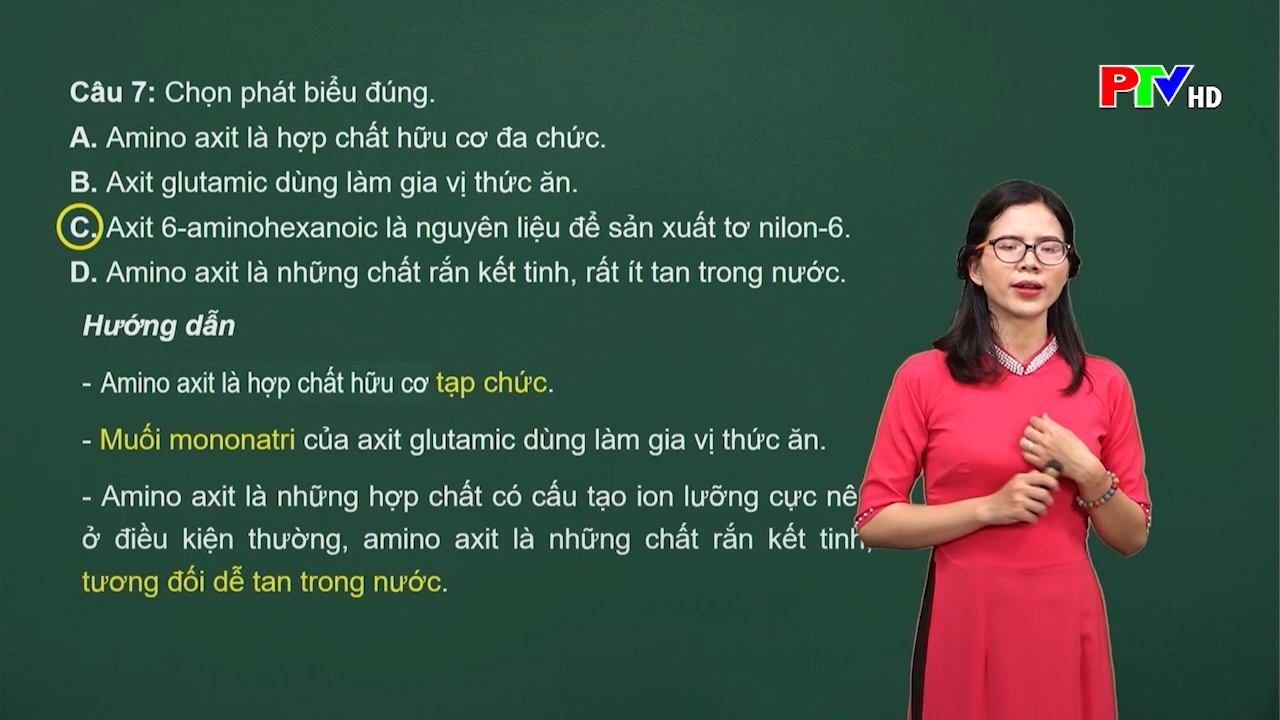 Câu 7: Chọn phát biểu đúng.
A. Amino axit là hợp chất hữu cơ đa chức.
B. Axit glutamic dùng làm gia vị thức ăn.
C. Axit 6-aminohexanoic là nguyên liệu để sản xuất tơ nilon-6.
D. Amino axit là những chất rắn kết tinh, rất ít tan trong nước.
Hướng dẫn
- Amino axit là hợp chất hữu cơ tạp chức.
- Muối mononatri của axit glutamic dùng làm gia vị thức ăn.
- Amino axit là những hợp chất có cấu tạo ion lưỡng cực
ở điều kiện thường, amino axit là những chất rắn kết tinh,
tương đối dễ tan trong nước.
PTV HD